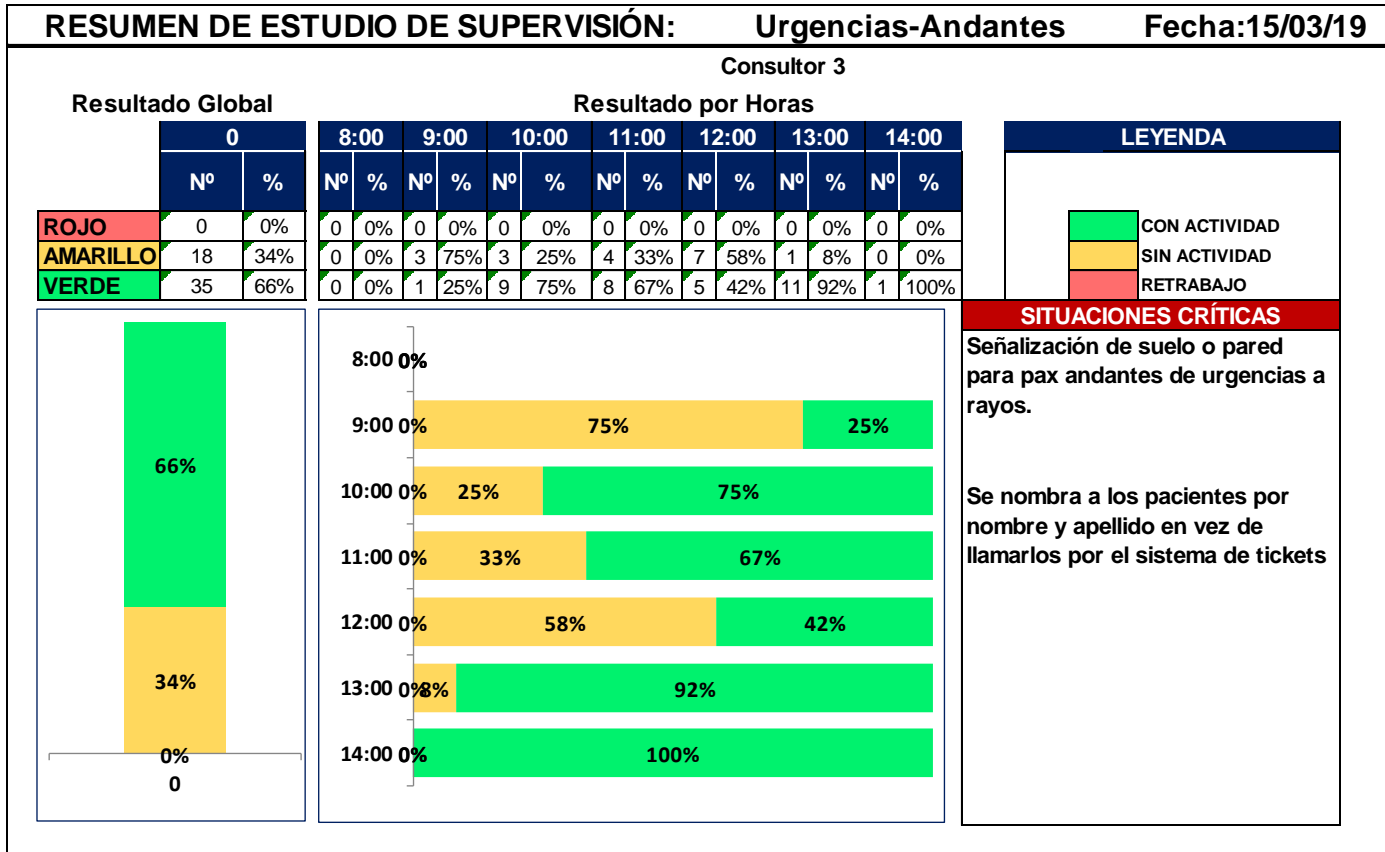 RESUMEN DE ESTUDIO DE SUPERVISIÓN: Urgencias-Andantes Fecha:15/03/19
Consultor 3
Resultado Global Resultado por Horas
0 8:00 9:00 10:00 11:00 12:00 13:00 14:00 LEYENDA
Nº % Nº % Nº % Nº % Nº % Nº % Nº % Nº %
ROJO 0 0% 0 0% 0 0% 0 0% 0 0% 0 0% 0 0% 0 0% CON ACTIVIDAD
AMARILLO 18 34% 0 0% 3 75% 3 25% 4 33% 7 58% 1 8% 0 0% SIN ACTIVIDAD
VERDE 35 66% 0 0% 1 25% 9 75% 8 67% 5 42% 11 92% 1 100% RETRABAJO
66%
34%
0%
0
8:00 0%
9:00 0% 75% 25%
10:00 0% 25% 75%
11:00 0% 33% 67%
12:00 0% 58% 42%
13:00 0% 8% 92%
14:00 0% 100%
SITUACIONES CRÍTICAS
Señalización de suelo o pared
para pax andantes de urgencias a
rayos.
Se nombra a los pacientes por
nombre y apellido en vez de
llamarlos por el sistema de tickets